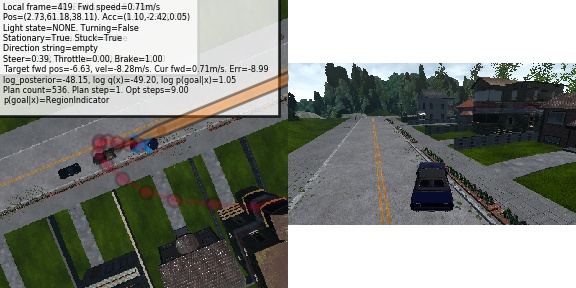 Local frame=419. Fwd speed=0.71m/s
Pos=(2.73,61.18,38.11). Acc=(1.10,-2.42,0.05)
Light state=NONE. Turning=False
Stationary=True. Stuck=True
Direction string=empty
Steer=0.39, Throttle=0.00, Brake=1.00
Target fwd pos=-6.63, vel=-8.28m/s. Cur fwd=0.71m/s. Err=-8.99
log_posterior=-48.15, log q(x)=-49.20, log p(goal|x)=1.05
Plan count=536. Plan step=1. Opt steps=9.00
p(goal|x)=RegionIndicator